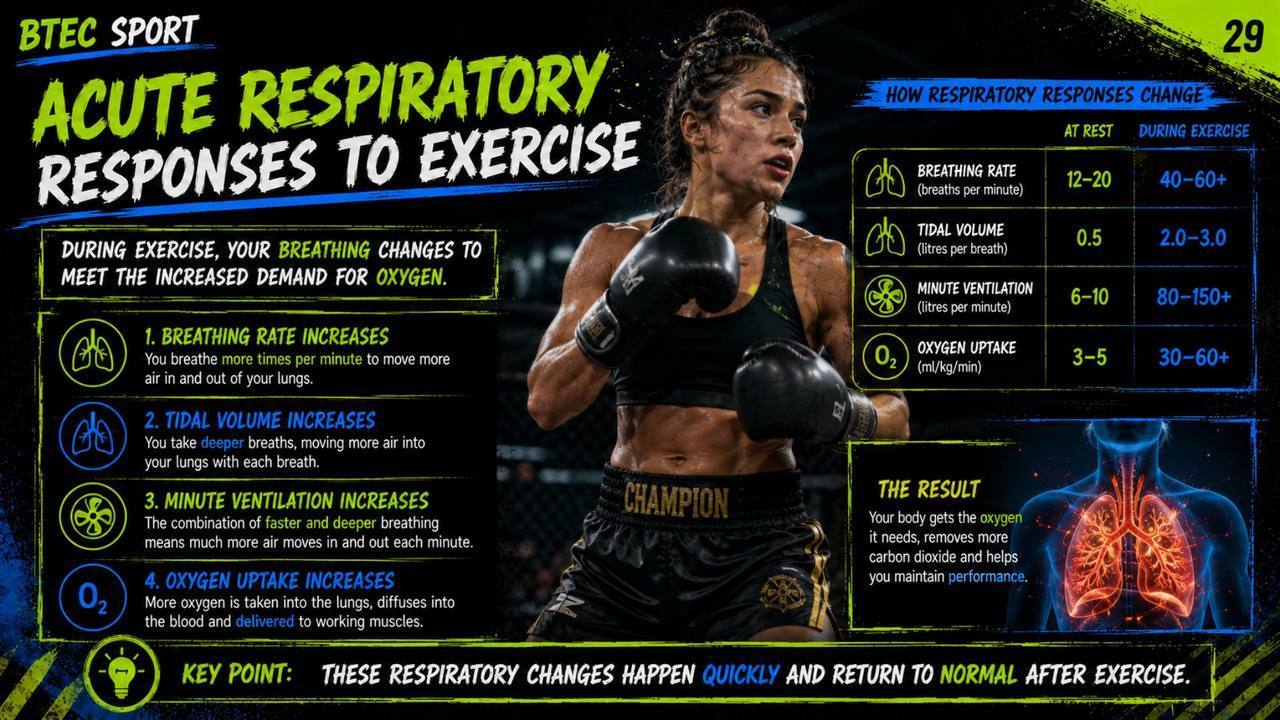 BTEC SPORT
29
ACUTE RESPIRATORY
RESPONSES TO EXERCISE
DURING EXERCISE, YOUR BREATHING CHANGES TO
MEET THE INCREASED DEMAND FOR OXYGEN.
1. BREATHING RATE INCREASES
You breathe more times per minute to move more
air in and out of your lungs.
2. TIDAL VOLUME INCREASES
You take deeper breaths, moving more air into
your lungs with each breath.
3. MINUTE VENTILATION INCREASES
The combination of faster and deeper breathing
means much more air moves in and out each minute.
O₂
4. OXYGEN UPTAKE INCREASES
More oxygen is taken into the lungs, diffuses into
the blood and delivered to working muscles.
CHAMPION
HOW RESPIRATORY RESPONSES CHANGE
AT REST DURING EXERCISE
BREATHING RATE
(breaths per minute)
12–20 40–60+
TIDAL VOLUME
(litres per breath)
0.5 2.0–3.0
MINUTE VENTILATION
(litres per minute)
6–10 80–150+
O₂
OXYGEN UPTAKE
(ml/kg/min)
3–5 30–60+
THE RESULT
Your body gets the oxygen
it needs, removes more
carbon dioxide and helps
you maintain performance.
KEY POINT: THESE RESPIRATORY CHANGES HAPPEN QUICKLY AND RETURN TO NORMAL AFTER EXERCISE.